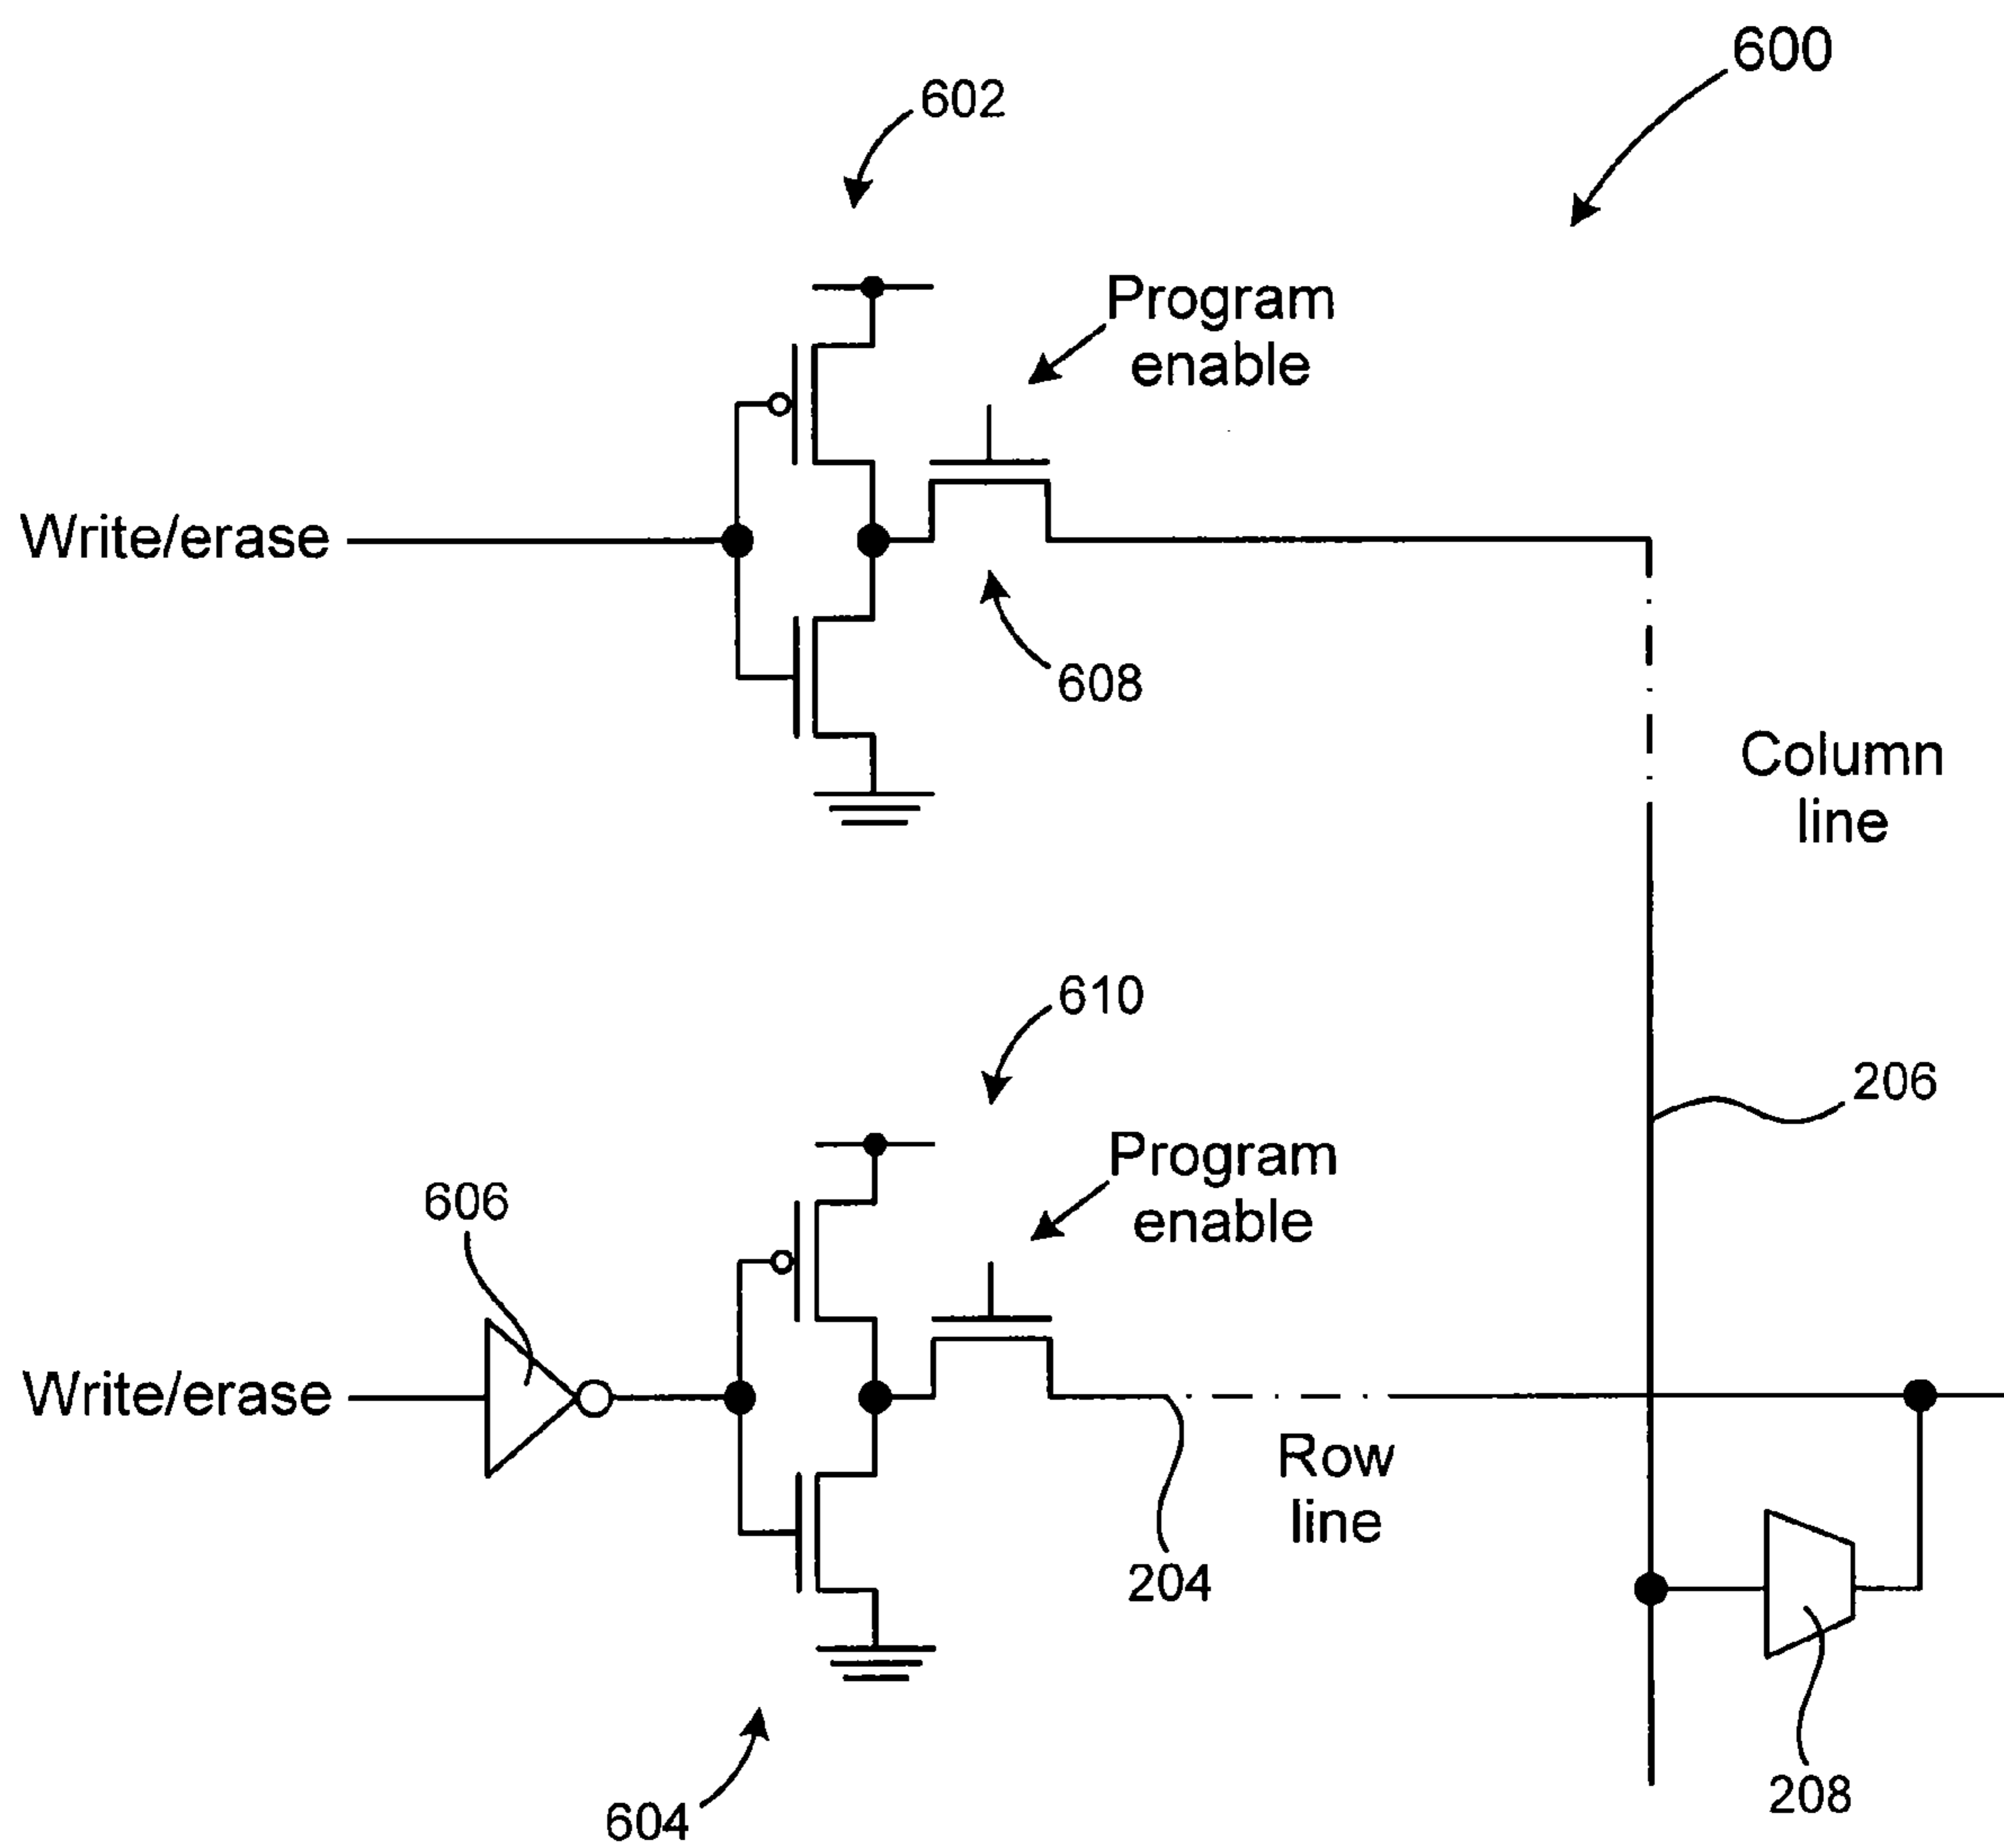 600
602
Program
enable
Write/erase
608
Column
line
610
206
Program
enable
606
Write/erase
Row
line
204
208
604